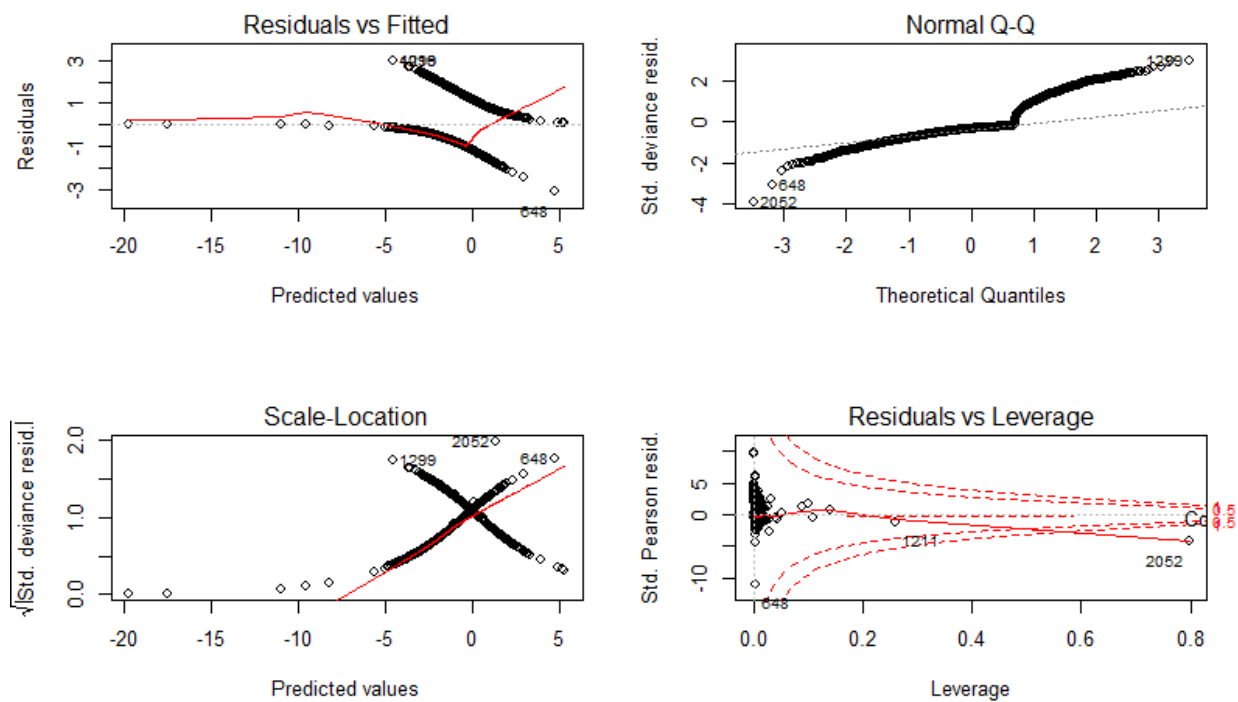 Residuals vs Fitted
Residuals
3
1
-1
-3
1299
648
-20 -15 -10 -5 0 5
Predicted values
Normal Q-Q
Std. deviance resid.
2
0
-2
-4
1299
648
2052
-3 -2 -1 0 1 2 3
Theoretical Quantiles
Scale-Location
√|Std. deviance resid.|
2.0
1.0
0.0
2052
1299
648
-20 -15 -10 -5 0 5
Predicted values
Residuals vs Leverage
Std. Pearson resid.
5
0
-10
1
0.5
0.5
1
Co
1211
2052
648
0.0 0.2 0.4 0.6 0.8
Leverage